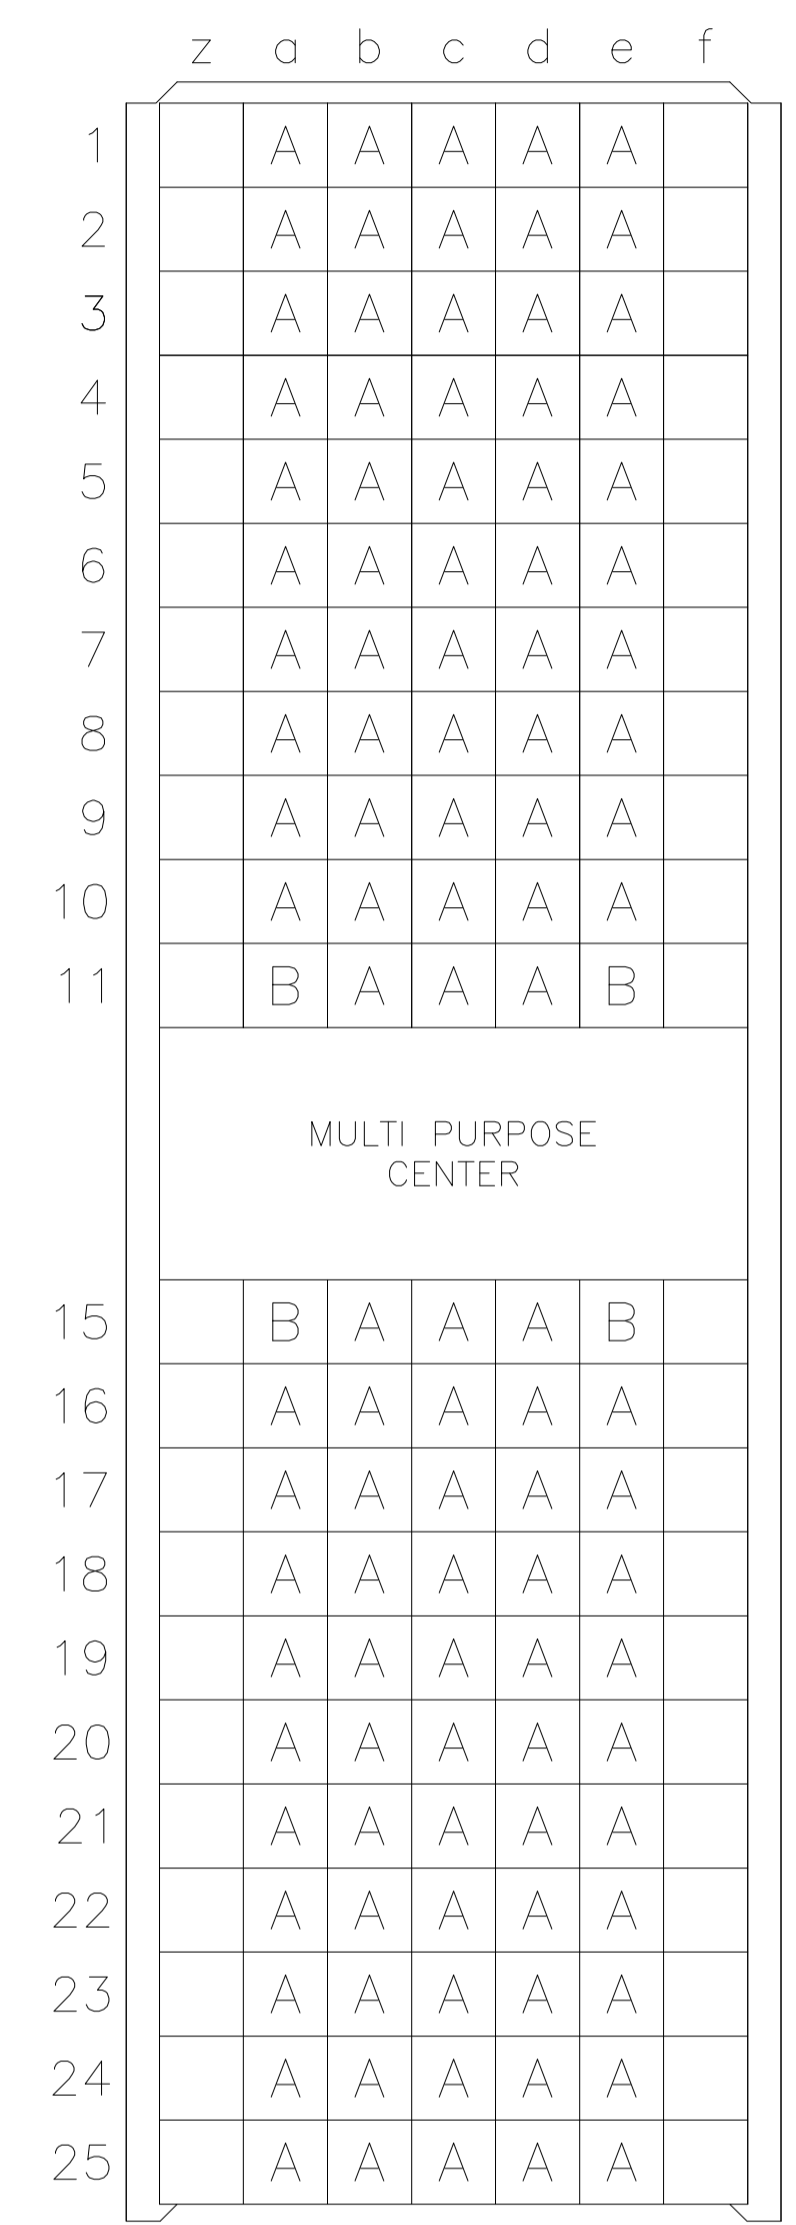 z a b c d e f
1 A A A A A
2 A A A A A
3 A A A A A
4 A A A A A
5 A A A A A
6 A A A A A
7 A A A A A
8 A A A A A
9 A A A A A
10 A A A A A
11 B A A A B
MULTI PURPOSE
CENTER
15 B A A A B
16 A A A A A
17 A A A A A
18 A A A A A
19 A A A A A
20 A A A A A
21 A A A A A
22 A A A A A
23 A A A A A
24 A A A A A
25 A A A A A